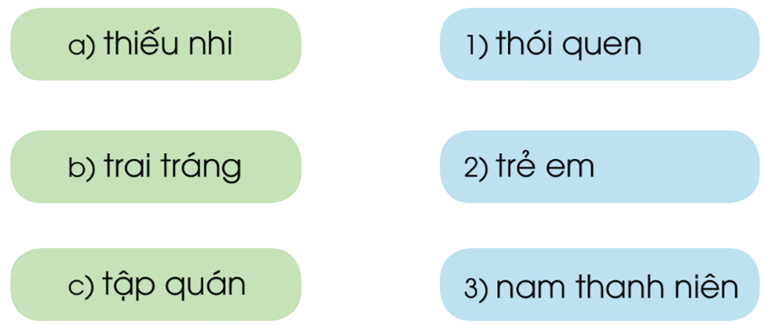 a) thiếu nhi
1) thói quen
b) trai tráng
2) trẻ em
c) tập quán
3) nam thanh niên